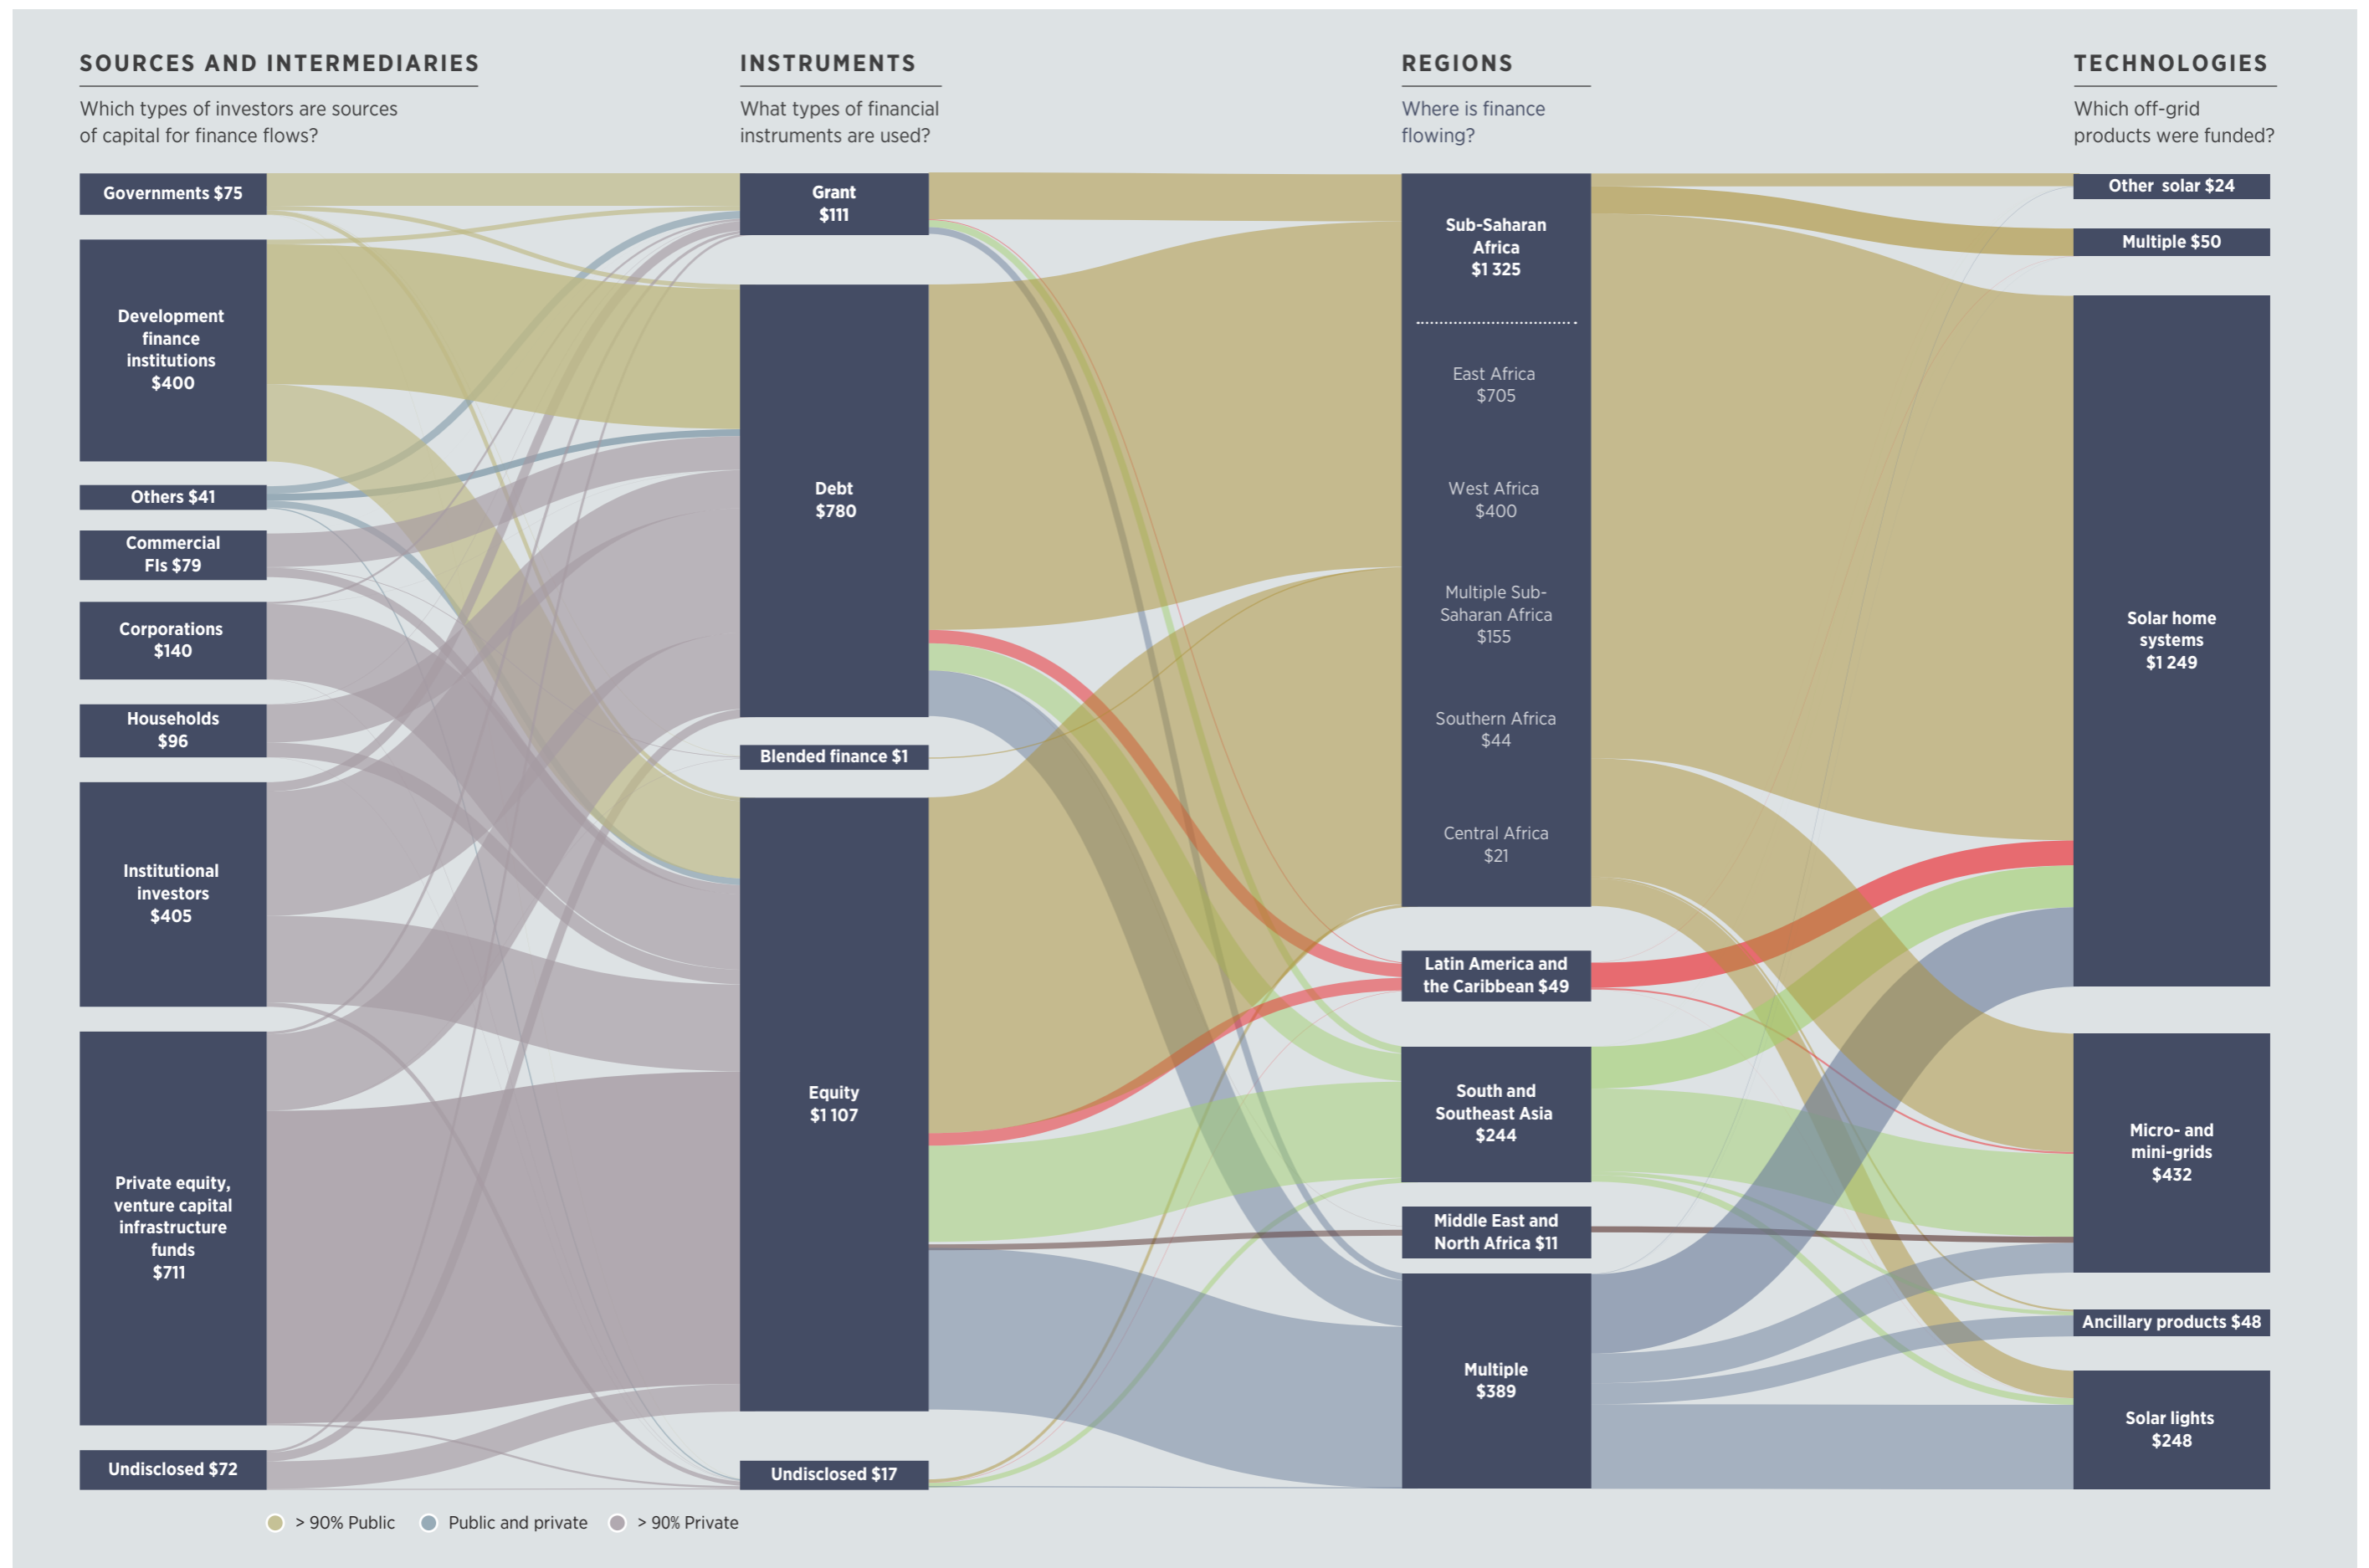 SOURCES AND INTERMEDIARIES
Which types of investors are sources
of capital for finance flows?
Governments $75
Development
finance
institutions
$400
Others $41
Commercial
FIs $79
Corporations
$140
Households
$96
Institutional
investors
$405
Private equity,
venture capital
infrastructure
funds
$711
Undisclosed $72
INSTRUMENTS
What types of financial
instruments are used?
Grant
$111
Debt
$780
Blended finance $1
Equity
$1 107
Undisclosed $17
REGIONS
Where is finance
flowing?
Sub-Saharan
Africa
$1 325
East Africa
$705
West Africa
$400
Multiple Sub-
Saharan Africa
$155
Southern Africa
$44
Central Africa
$21
Latin America and
the Caribbean $49
South and
Southeast Asia
$244
Middle East and
North Africa $11
Multiple
$389
TECHNOLOGIES
Which off-grid
products were funded?
Other solar $24
Multiple $50
Solar home
systems
$1 249
Micro- and
mini-grids
$432
Ancillary products $48
Solar lights
$248
> 90% Public
Public and private
> 90% Private